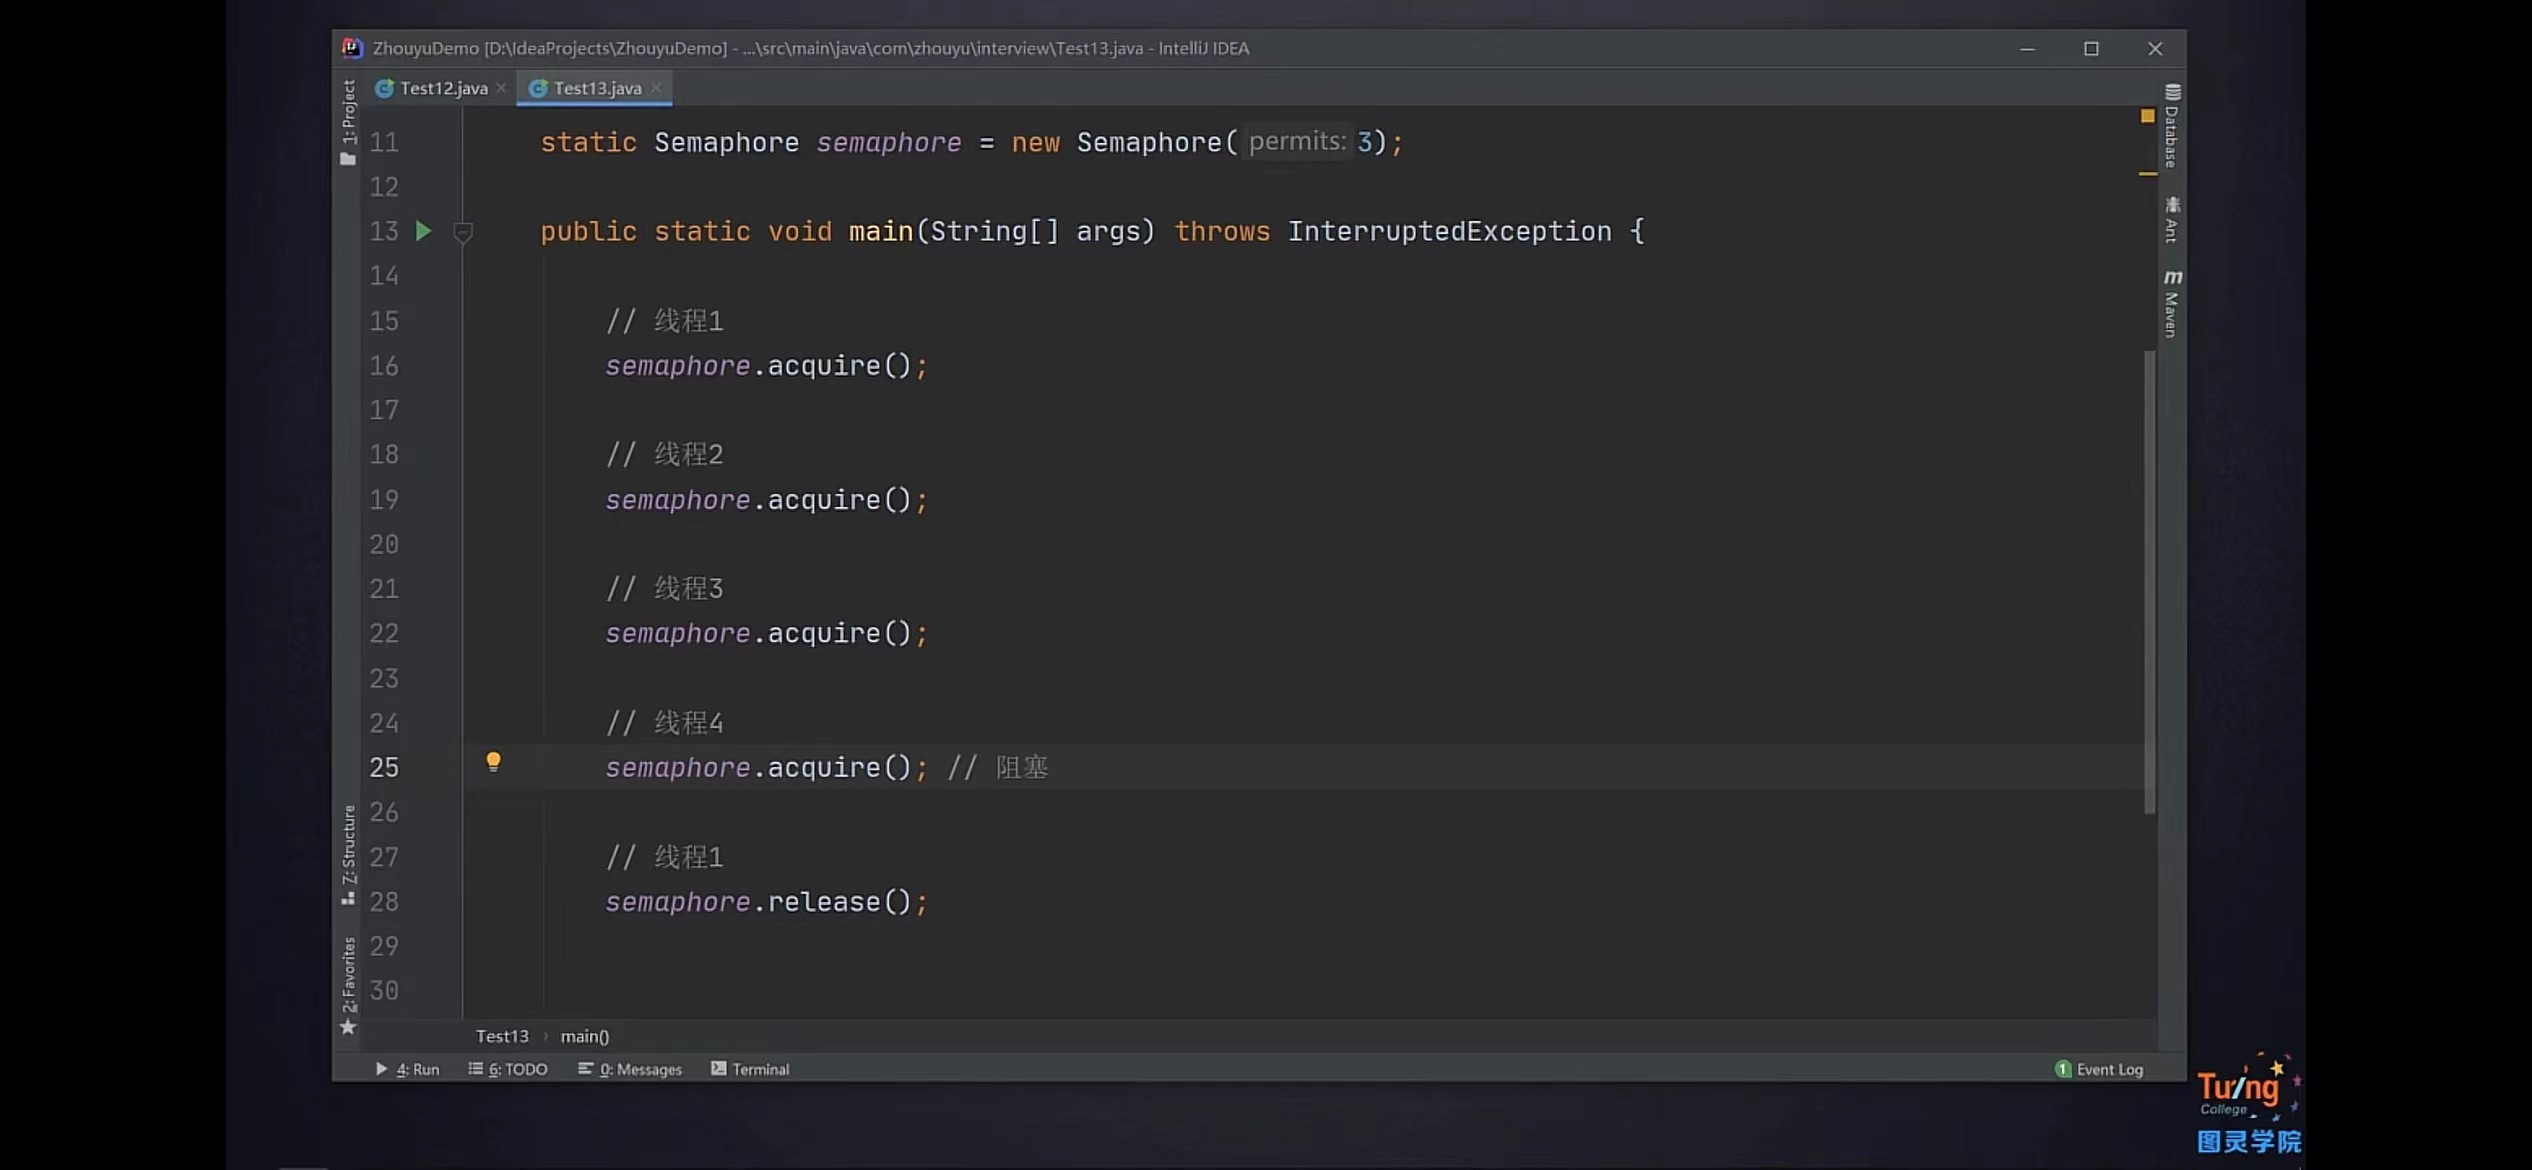 ZhouyuDemo [D:\IdeaProjects\ZhouyuDemo] - ...\src\main\java\com\zhouyu\interview\Test13.java - IntelliJ IDEA
Test12.java Test13.java
1: Project
Database
Ant
m Maven
11 static Semaphore semaphore = new Semaphore( permits: 3);
12
13 public static void main(String[] args) throws InterruptedException {
14
15 // 线程1
16 semaphore.acquire();
17
18 // 线程2
19 semaphore.acquire();
20
21 // 线程3
22 semaphore.acquire();
23
24 // 线程4
25 semaphore.acquire(); // 阻塞
26
27 // 线程1
28 semaphore.release();
29
30
Z: Structure
2: Favorites
Test13 › main()
4: Run 6: TODO 0: Messages Terminal 1 Event Log
Turing
College
图灵学院